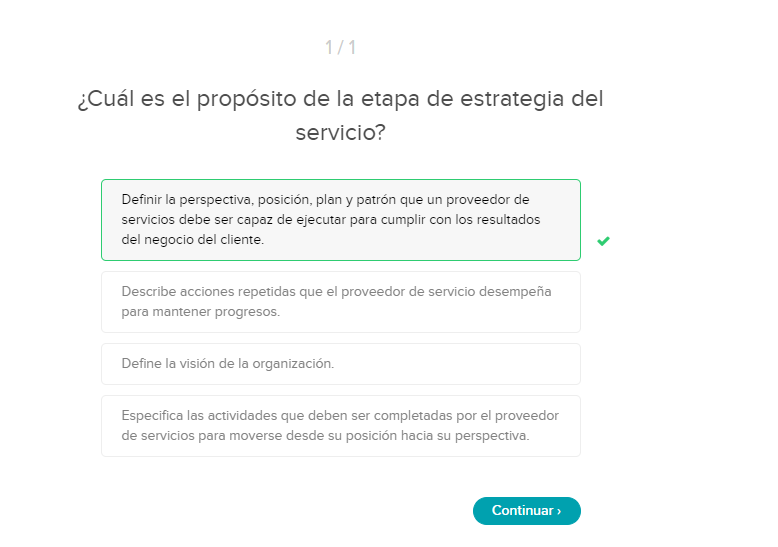 1 / 1
¿Cuál es el propósito de la etapa de estrategia del
servicio?
Definir la perspectiva, posición, plan y patrón que un proveedor de
servicios debe ser capaz de ejecutar para cumplir con los resultados
del negocio del cliente.
Describe acciones repetidas que el proveedor de servicio desempeña
para mantener progresos.
Define la visión de la organización.
Especifica las actividades que deben ser completadas por el proveedor
de servicios para moverse desde su posición hacia su perspectiva.
Continuar ›